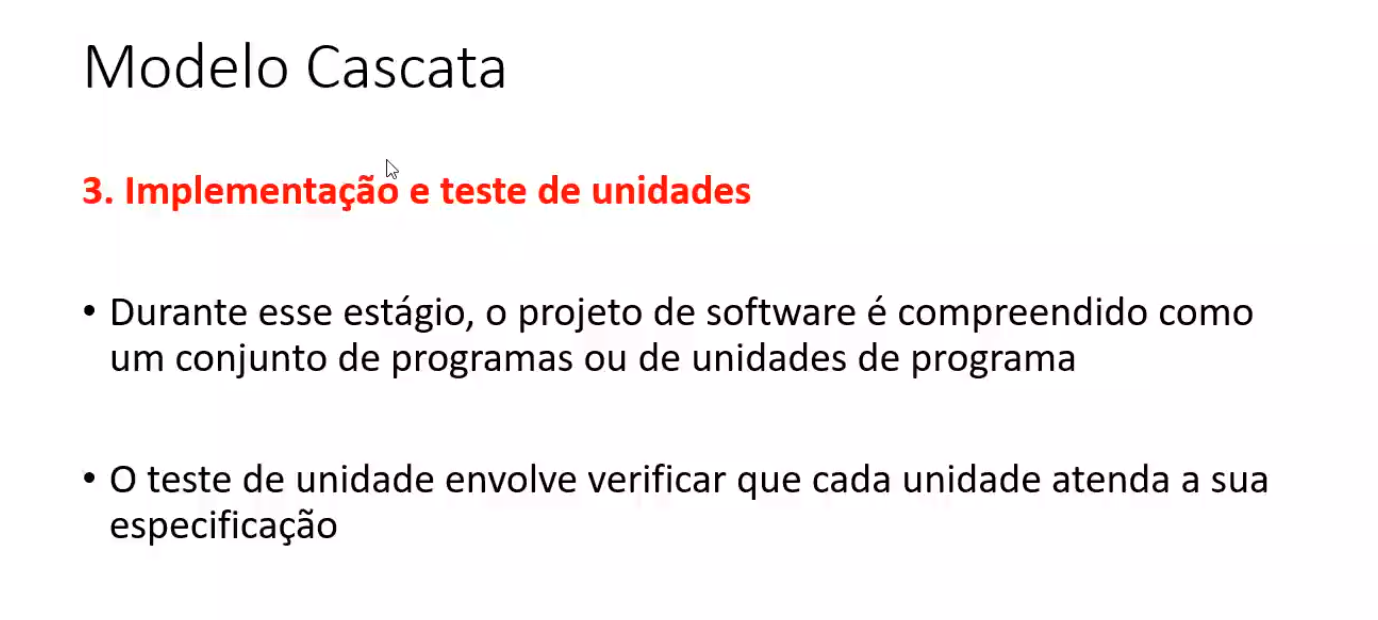 Modelo Cascata
3. Implementação e teste de unidades
• Durante esse estágio, o projeto de software é compreendido como
um conjunto de programas ou de unidades de programa
• O teste de unidade envolve verificar que cada unidade atenda a sua
especificação